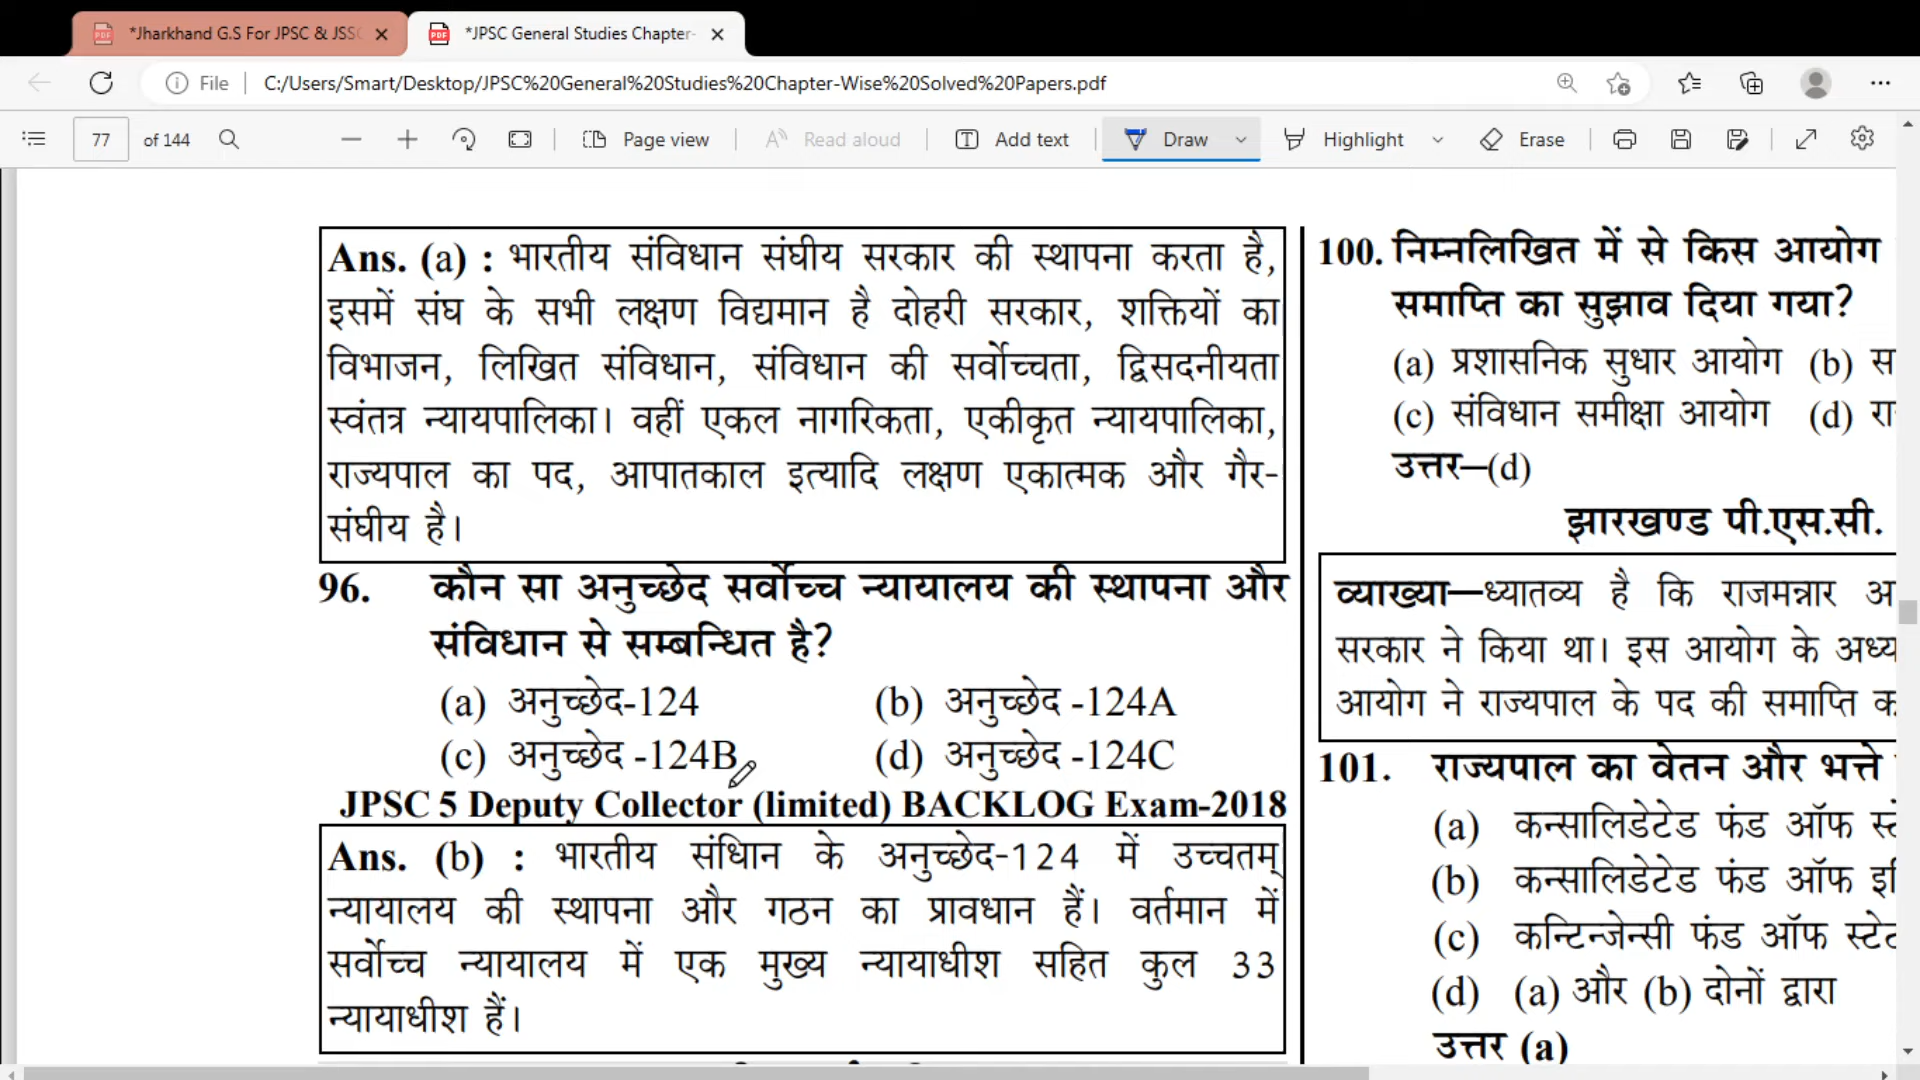 *Jharkhand G.S For JPSC & JSSC
*JPSC General Studies Chapter-
File
C:/Users/Smart/Desktop/JPSC%20General%20Studies%20Chapter-Wise%20Solved%20Papers.pdf
77 of 144
Page view
Read aloud
Add text
Draw
Highlight
Erase
Ans. (a) : भारतीय संविधान संघीय सरकार की स्थापना करता है,
इसमें संघ के सभी लक्षण विद्यमान है दोहरी सरकार, शक्तियों का
विभाजन, लिखित संविधान, संविधान की सर्वोच्चता, द्विसदनीयता
स्वंतत्र न्यायपालिका। वहीं एकल नागरिकता, एकीकृत न्यायपालिका,
राज्यपाल का पद, आपातकाल इत्यादि लक्षण एकात्मक और गैर-
संघीय है।
96. कौन सा अनुच्छेद सर्वोच्च न्यायालय की स्थापना और
संविधान से सम्बन्धित है?
(a) अनुच्छेद-124 (b) अनुच्छेद -124A
(c) अनुच्छेद -124B (d) अनुच्छेद -124C
JPSC 5 Deputy Collector (limited) BACKLOG Exam-2018
Ans. (b) : भारतीय संधिान के अनुच्छेद-124 में उच्चतम्
न्यायालय की स्थापना और गठन का प्रावधान हैं। वर्तमान में
सर्वोच्च न्यायालय में एक मुख्य न्यायाधीश सहित कुल 33
न्यायाधीश हैं।
100. निम्नलिखित में से किस आयोग
समाप्ति का सुझाव दिया गया?
(a) प्रशासनिक सुधार आयोग (b) स
(c) संविधान समीक्षा आयोग (d) रा
उत्तर–(d)
झारखण्ड पी.एस.सी.
व्याख्या–ध्यातव्य है कि राजमन्नार अ
सरकार ने किया था। इस आयोग के अध्य
आयोग ने राज्यपाल के पद की समाप्ति क
101. राज्यपाल का वेतन और भत्ते
(a) कन्सालिडेटेड फंड ऑफ स्टे
(b) कन्सालिडेटेड फंड ऑफ इ
(c) कन्टिन्जेन्सी फंड ऑफ स्टेट
(d) (a) और (b) दोनों द्वारा
उत्तर (a)